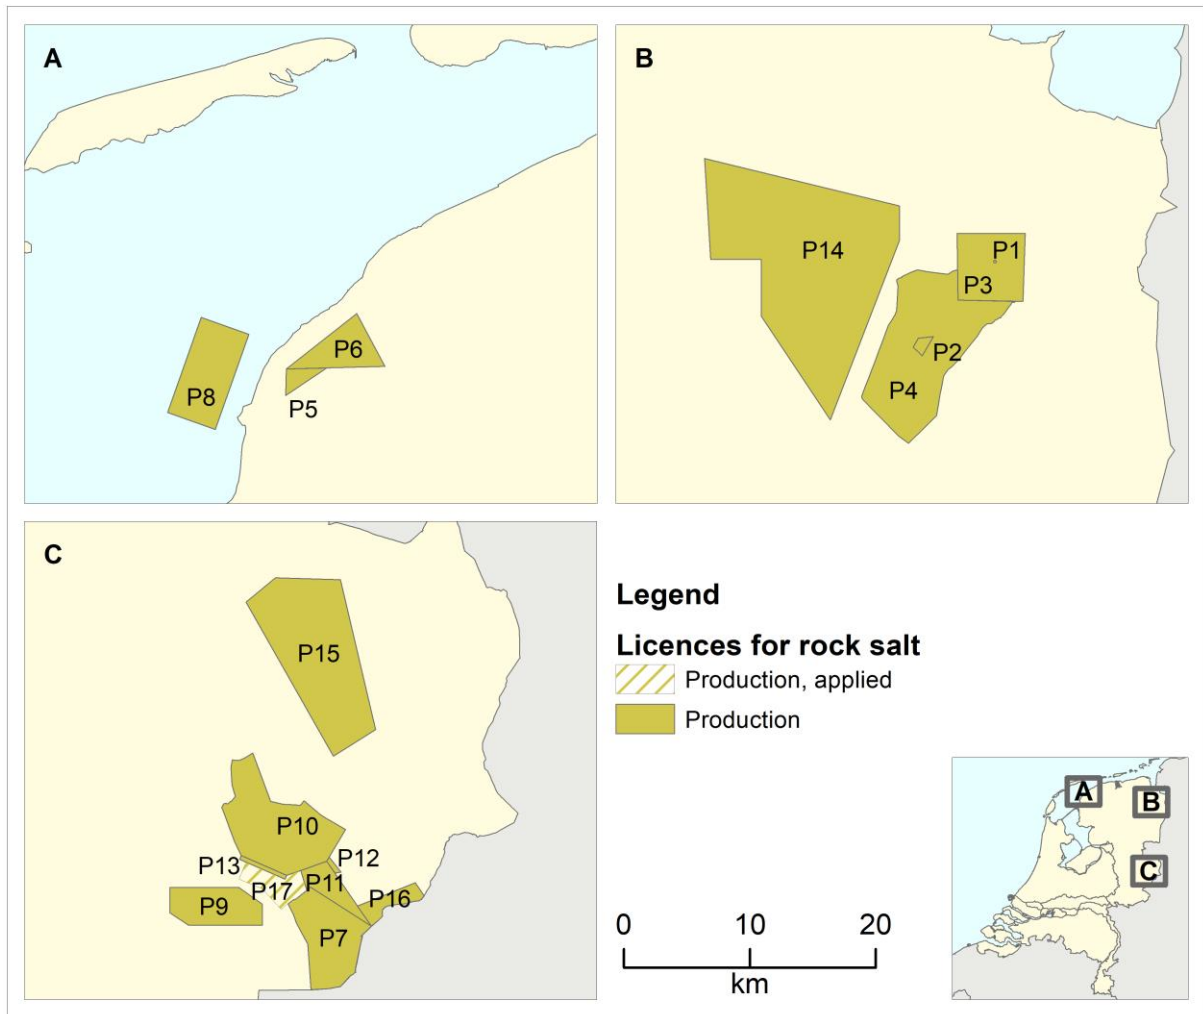 A
P8
P6
P5
B
P14
P1
P3
P2
P4
C
P15
P10
P13
P12
P17
P11
P16
P9
P7
Legend
Licences for rock salt
Production, applied
Production
0 10 20
km
A
B
C